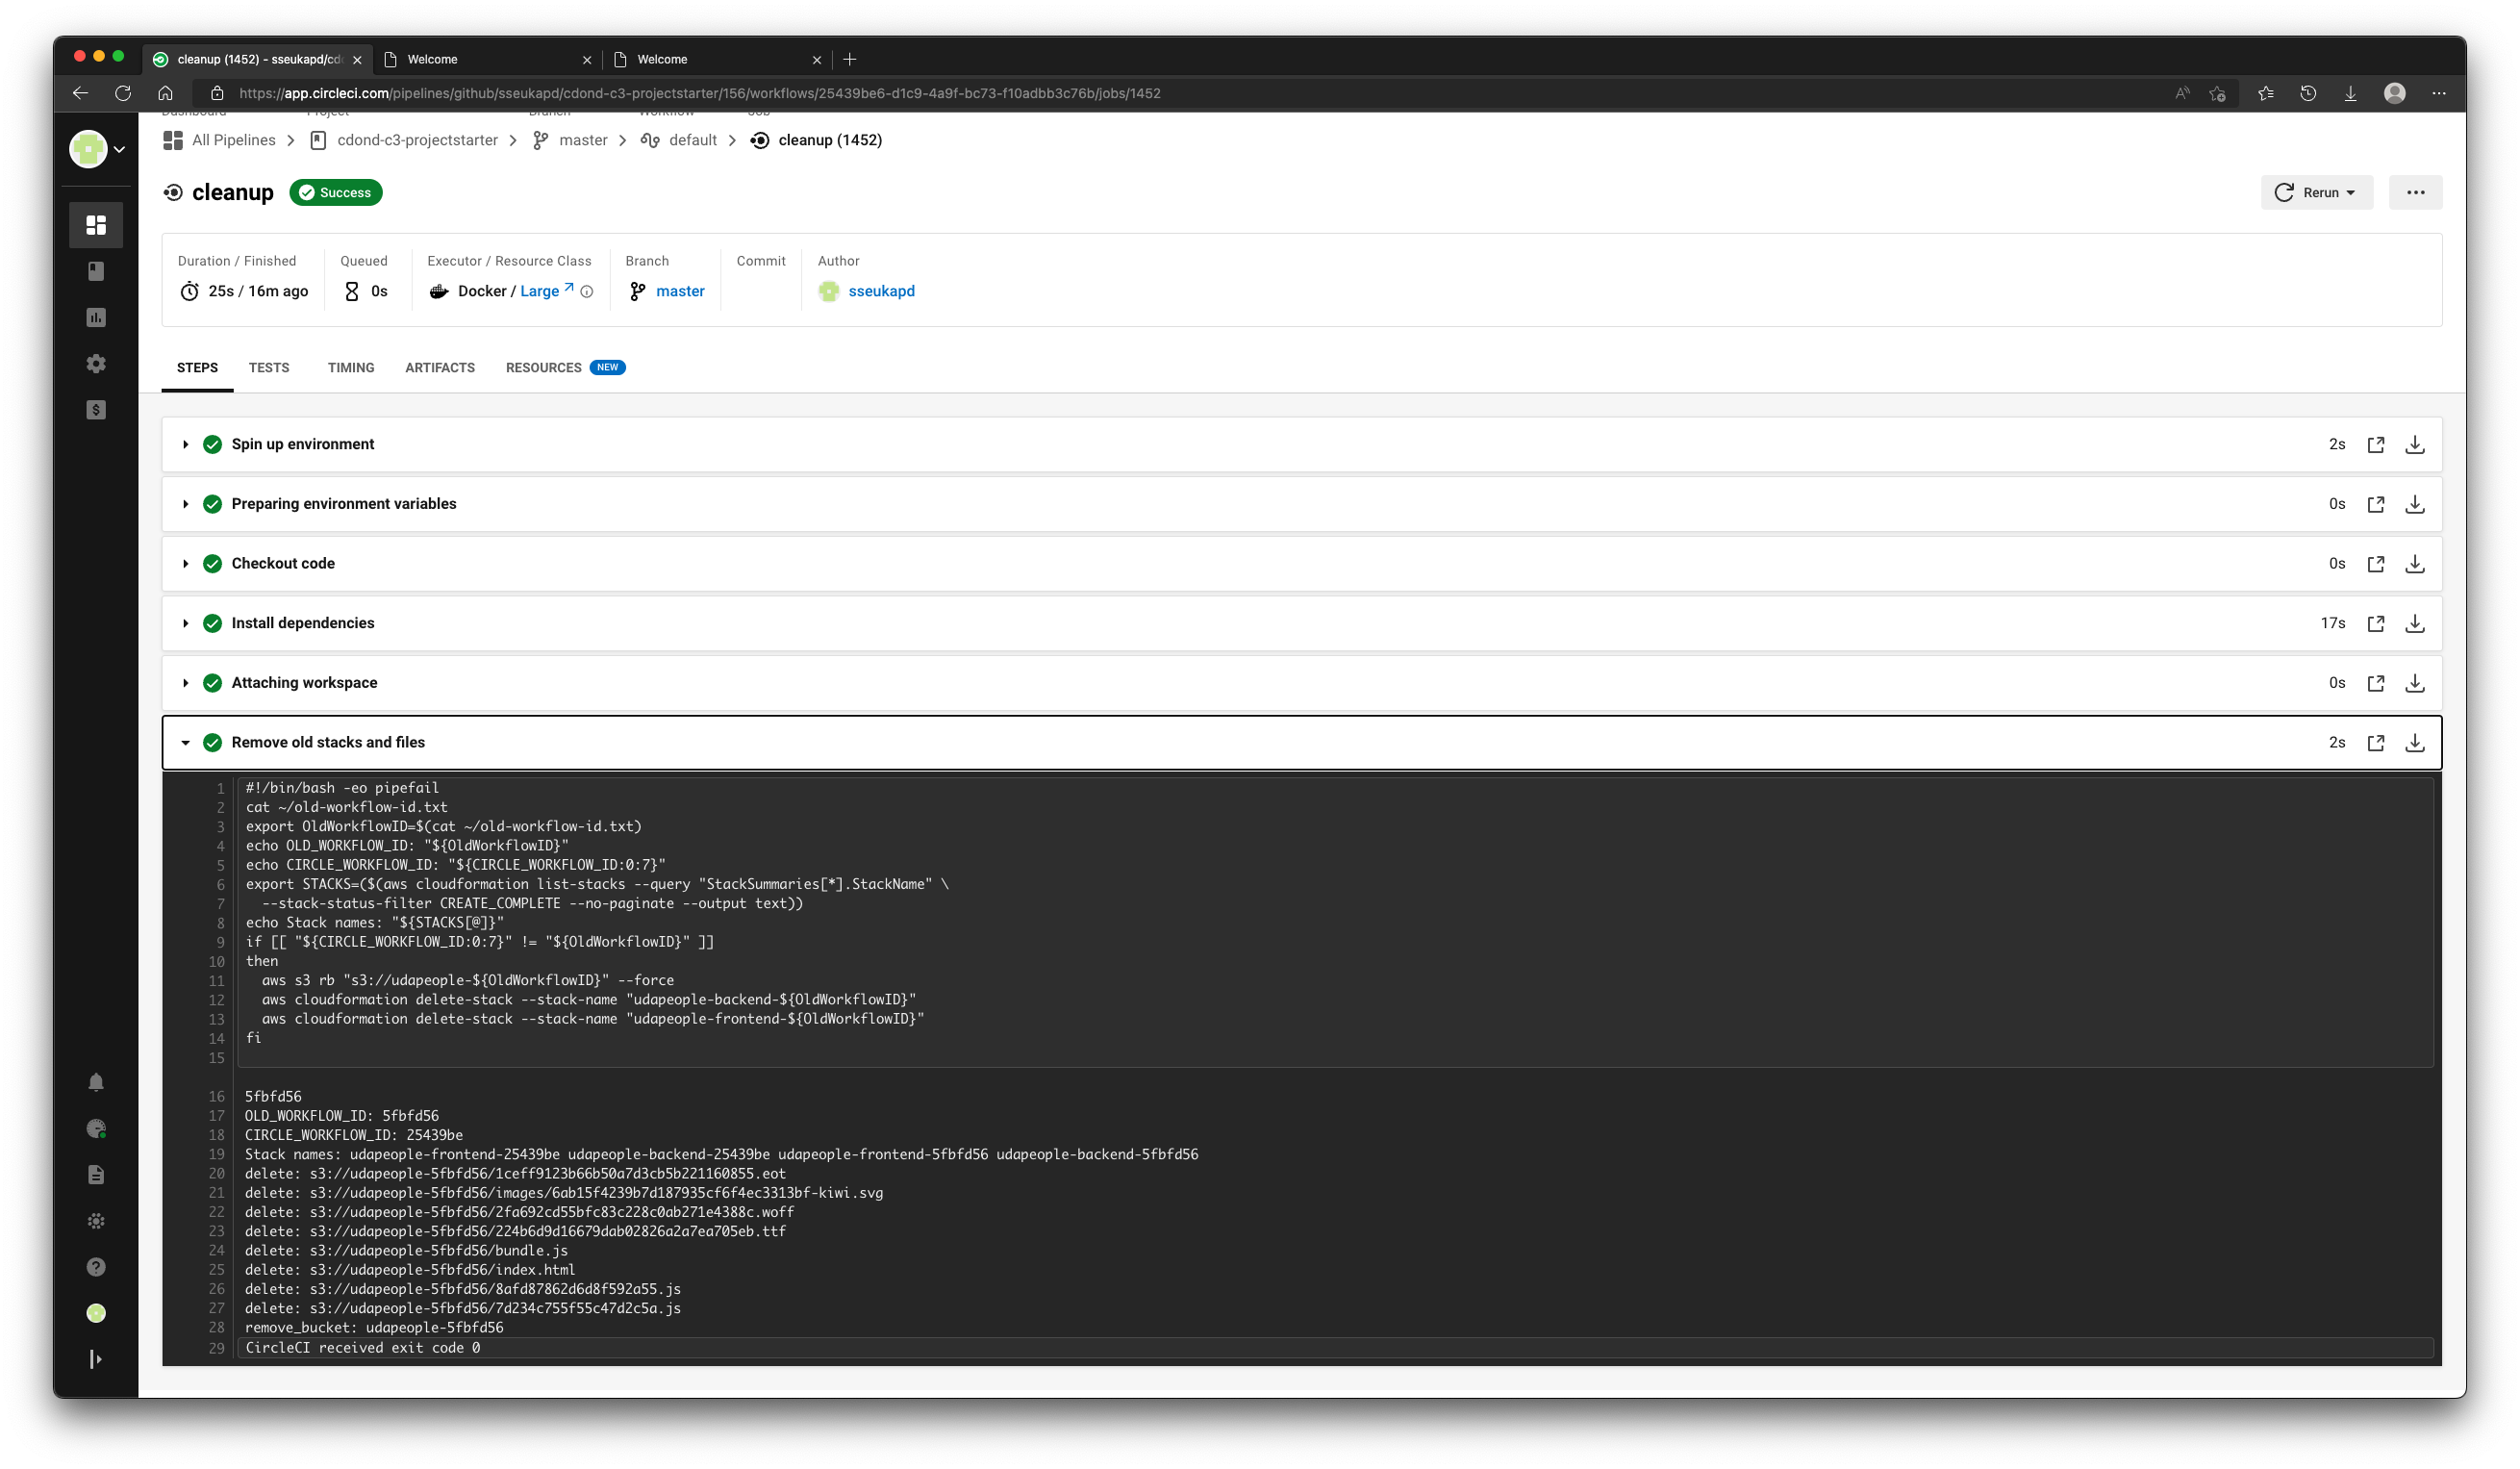 cleanup (1452) - sseukapd/cdo
Welcome
Welcome
https://app.circleci.com/pipelines/github/sseukapd/cdond-c3-projectstarter/156/workflows/25439be6-d1c9-4a9f-bc73-f10adbb3c76b/jobs/1452
Dashboard Project Branch Workflow Job
All Pipelines cdond-c3-projectstarter master default cleanup (1452)
cleanup Success
Rerun
Duration / Finished Queued Executor / Resource Class Branch Commit Author
25s / 16m ago 0s Docker / Large master sseukapd
STEPS TESTS TIMING ARTIFACTS RESOURCES NEW
Spin up environment 2s
Preparing environment variables 0s
Checkout code 0s
Install dependencies 17s
Attaching workspace 0s
Remove old stacks and files 2s
1 #!/bin/bash -eo pipefail
2 cat ~/old-workflow-id.txt
3 export OldWorkflowID=$(cat ~/old-workflow-id.txt)
4 echo OLD_WORKFLOW_ID: "${OldWorkflowID}"
5 echo CIRCLE_WORKFLOW_ID: "${CIRCLE_WORKFLOW_ID:0:7}"
6 export STACKS=($(aws cloudformation list-stacks --query "StackSummaries[*].StackName" \
7   --stack-status-filter CREATE_COMPLETE --no-paginate --output text))
8 echo Stack names: "${STACKS[@]}"
9 if [[ "${CIRCLE_WORKFLOW_ID:0:7}" != "${OldWorkflowID}" ]]
10 then
11   aws s3 rb "s3://udapeople-${OldWorkflowID}" --force
12   aws cloudformation delete-stack --stack-name "udapeople-backend-${OldWorkflowID}"
13   aws cloudformation delete-stack --stack-name "udapeople-frontend-${OldWorkflowID}"
14 fi
15
16 5fbfd56
17 OLD_WORKFLOW_ID: 5fbfd56
18 CIRCLE_WORKFLOW_ID: 25439be
19 Stack names: udapeople-frontend-25439be udapeople-backend-25439be udapeople-frontend-5fbfd56 udapeople-backend-5fbfd56
20 delete: s3://udapeople-5fbfd56/1ceff9123b66b50a7d3cb5b221160855.eot
21 delete: s3://udapeople-5fbfd56/images/6ab15f4239b7d187935cf6f4ec3313bf-kiwi.svg
22 delete: s3://udapeople-5fbfd56/2fa692cd55bfc83c228c0ab271e4388c.woff
23 delete: s3://udapeople-5fbfd56/224b6d9d16679dab02826a2a7ea705eb.ttf
24 delete: s3://udapeople-5fbfd56/bundle.js
25 delete: s3://udapeople-5fbfd56/index.html
26 delete: s3://udapeople-5fbfd56/8afd87862d6d8f592a55.js
27 delete: s3://udapeople-5fbfd56/7d234c755f55c47d2c5a.js
28 remove_bucket: udapeople-5fbfd56
29 CircleCI received exit code 0